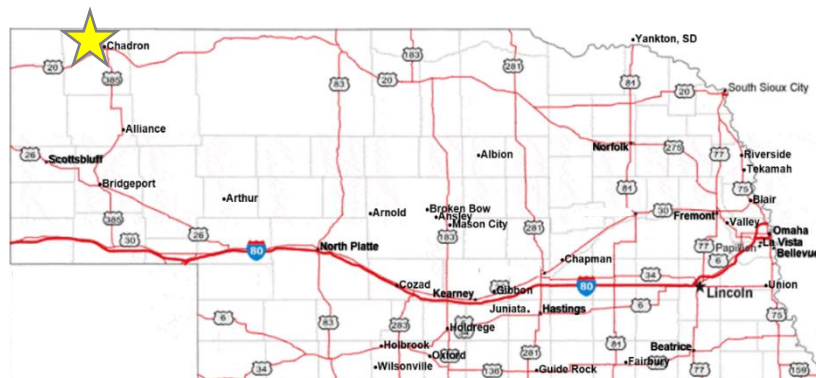 Yankton, SD
Chadron
183
281
20
385
83
20
81
20
South Sioux City
Alliance
26
Scottsbluff
Albion
Norfolk
34
275
77
Riverside
Tekamah
75
Bridgeport
81
Blair
Arthur
Arnold
Broken Bow
Ansley
Mason City
30
Fremont
Valley
385
30
26
183
281
Omaha
80
North Platte
77
Papillion
La Vista
6
Bellevue
Chapman
34
Cozad
Kearney
Gibbon
80
Lincoln
Union
6
83
283
Juniata
Hastings
6
75
Holdrege
34
Holbrook
Oxford
281
81
Beatrice
34
Wilsonville
136
Guide Rock
Fairbury
77
159